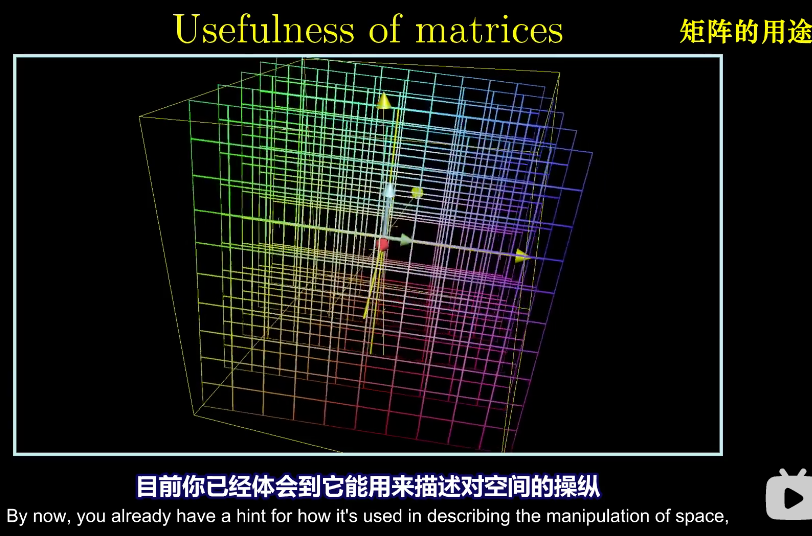 Usefulness of matrices
矩阵的用途
目前你已经体会到它能用来描述对空间的操纵
By now, you already have a hint for how it's used in describing the manipulation of space,